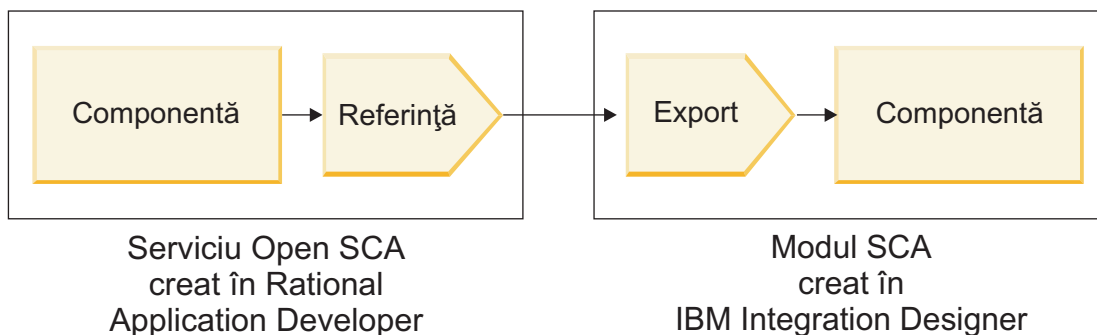 Componentă
Referinţă
Export
Componentă
Serviciu Open SCA
creat în Rational
Application Developer
Modul SCA
creat în
IBM Integration Designer